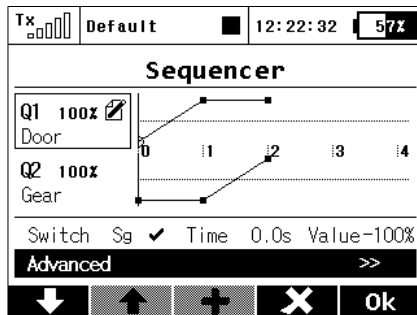 Tx Default 12:22:32 57%
Sequencer
Q1 100%
Door
0 1 2 3 4
Q2 100%
Gear
Switch Sg ✔ Time 0.0s Value-100%
Advanced >>
Ok